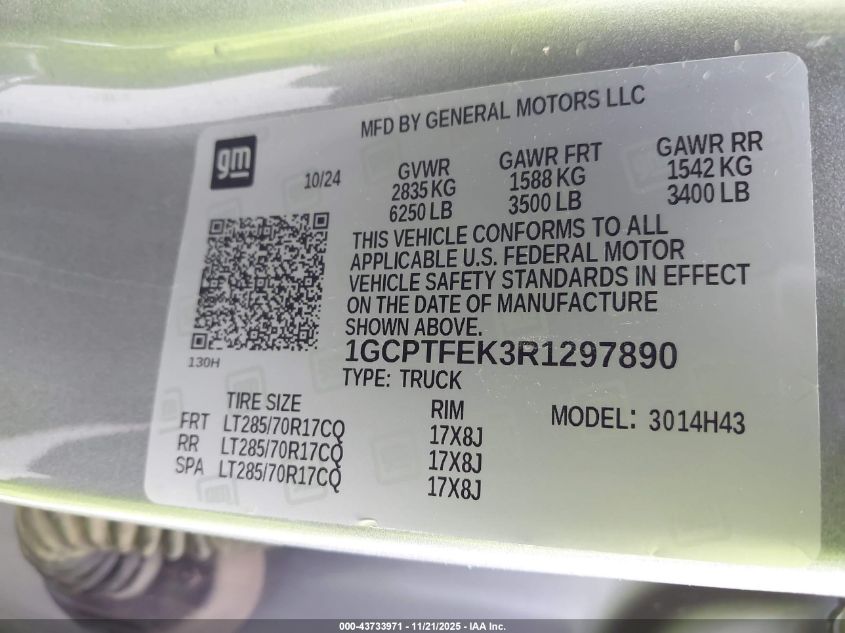 MFD BY GENERAL MOTORS LLC
gm
10/24
GVWR GAWR FRT GAWR RR
2835 KG 1588 KG 1542 KG
6250 LB 3500 LB 3400 LB
THIS VEHICLE CONFORMS TO ALL
APPLICABLE U.S. FEDERAL MOTOR
VEHICLE SAFETY STANDARDS IN EFFECT
ON THE DATE OF MANUFACTURE
SHOWN ABOVE.
130H
1GCPTFEK3R1297890
TYPE: TRUCK
TIRE SIZE RIM MODEL: 3014H43
FRT LT285/70R17CQ 17X8J
RR LT285/70R17CQ 17X8J
SPA LT285/70R17CQ 17X8J
000-43733971 - 11/21/2025 - IAA Inc.